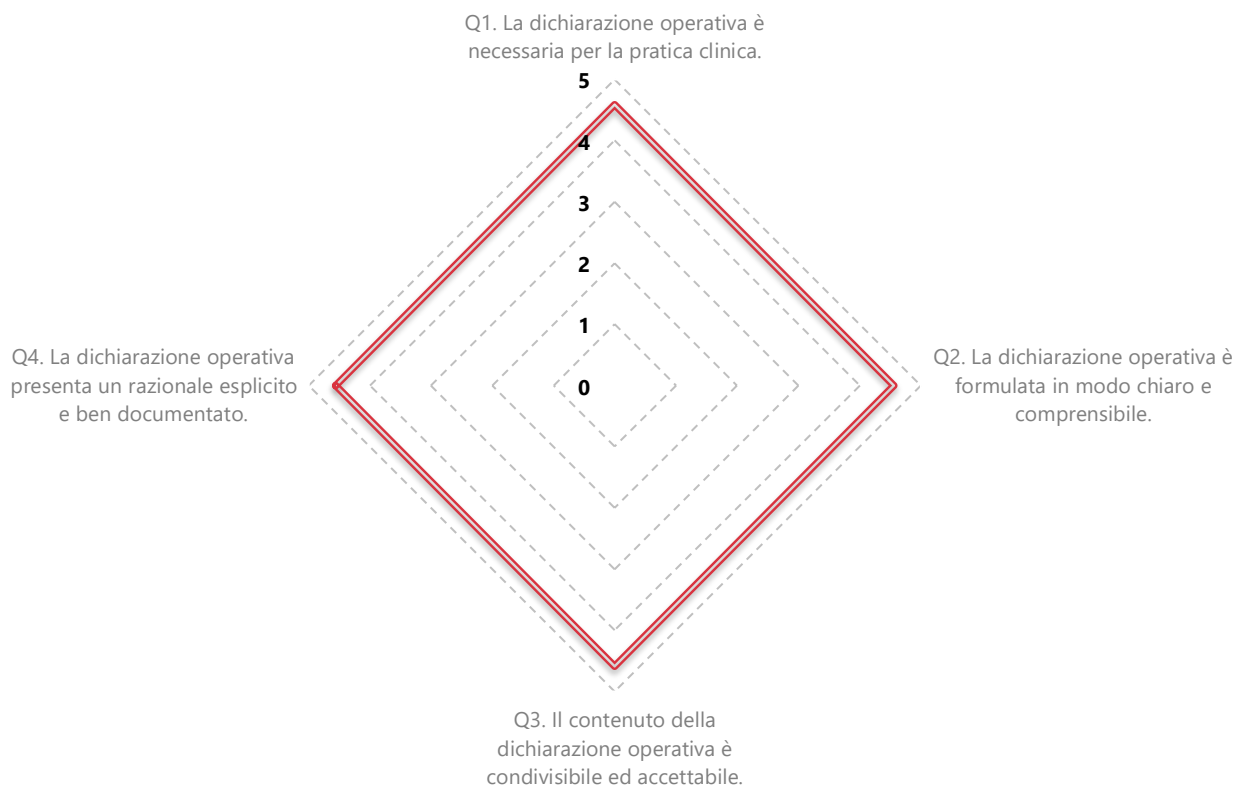 Q1. La dichiarazione operativa è
necessaria per la pratica clinica.
5
4
3
2
1
0
Q4. La dichiarazione operativa
presenta un razionale esplicito
e ben documentato.
Q2. La dichiarazione operativa è
formulata in modo chiaro e
comprensibile.
Q3. Il contenuto della
dichiarazione operativa è
condivisibile ed accettabile.